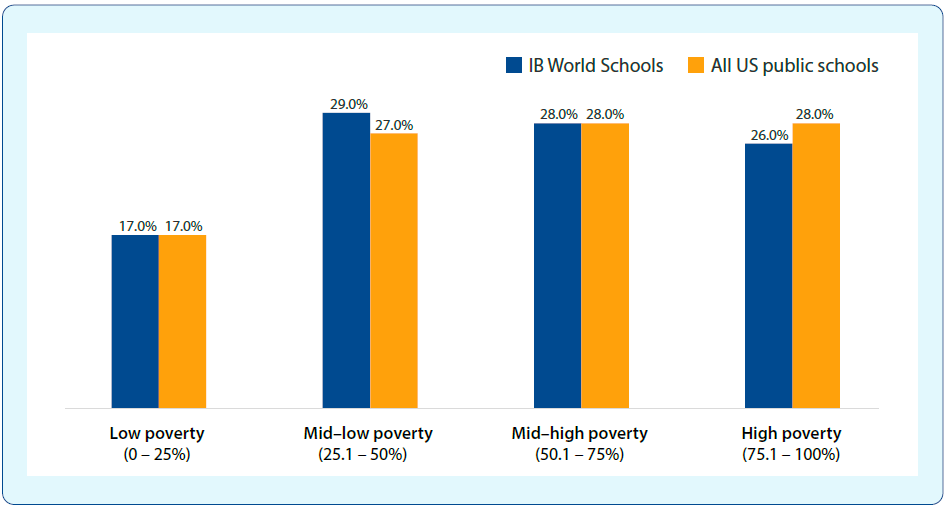 IB World Schools All US public schools
29.0%
27.0%
28.0% 28.0%
28.0%
26.0%
17.0% 17.0%
Low poverty
(0 – 25%)
Mid–low poverty
(25.1 – 50%)
Mid–high poverty
(50.1 – 75%)
High poverty
(75.1 – 100%)